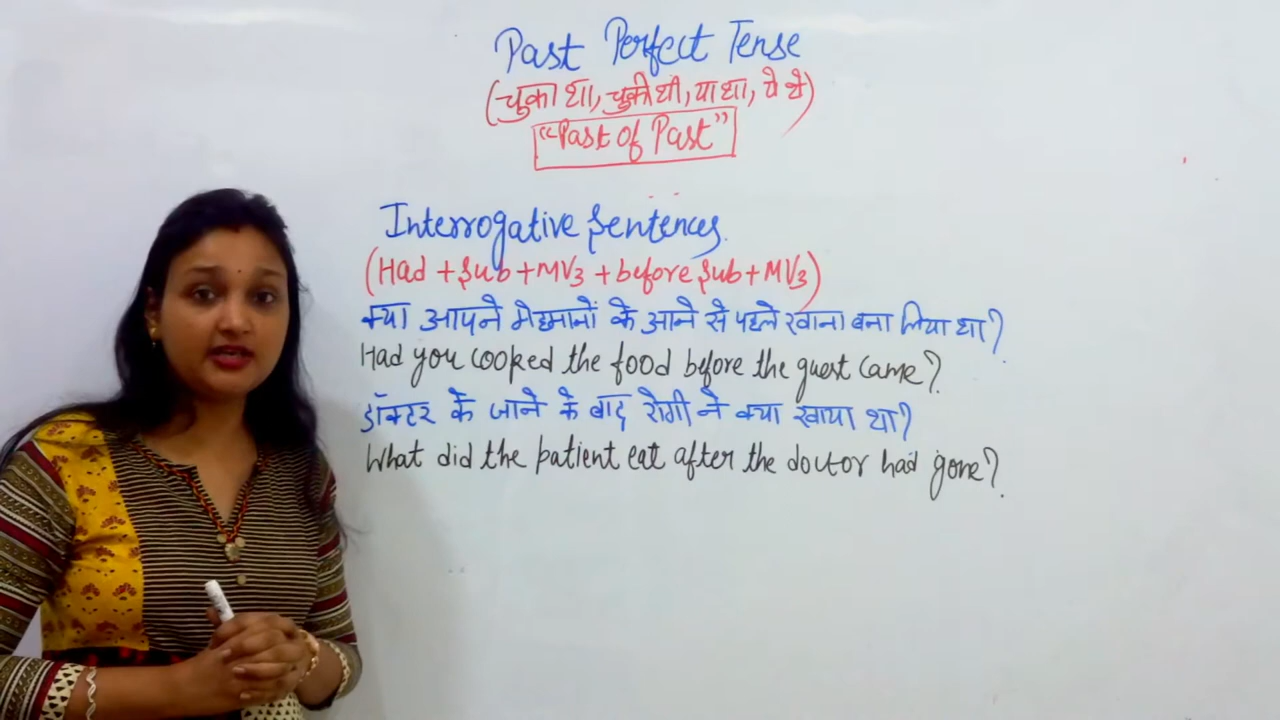 Past Perfect Tense
(चुका था, चुकी थी, या था, ये थे)
"Past of Past"
Interrogative Sentences.
(Had + Sub + MV3 + before Sub + MV3)
क्या आपने मेहमानों के आने से पहले खाना बना लिया था?
Had you cooked the food before the guest came?
डॉक्टर के जाने के बाद रोगी ने क्या खाया था?
What did the patient eat after the doctor had gone?